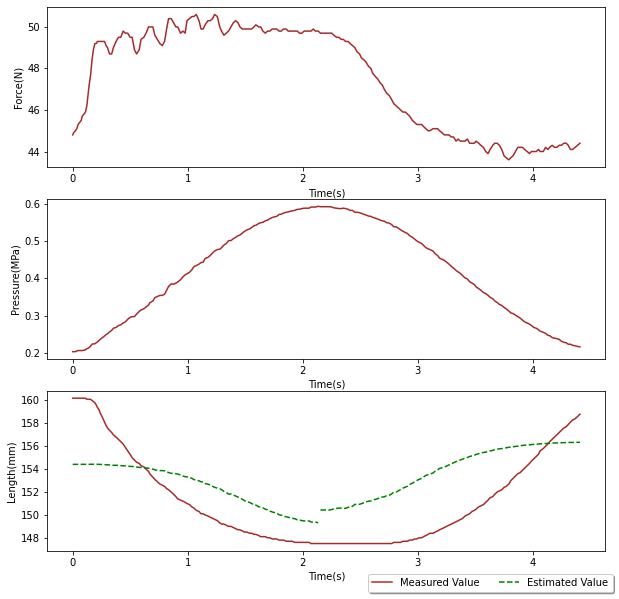 50
48
46
44
Force(N)
0 1 2 3 4
Time(s)
0.6
0.5
0.4
0.3
0.2
Pressure(MPa)
0 1 2 3 4
Time(s)
160
158
156
154
152
150
148
Length(mm)
0 1 2 3 4
Time(s)
Measured Value Estimated Value